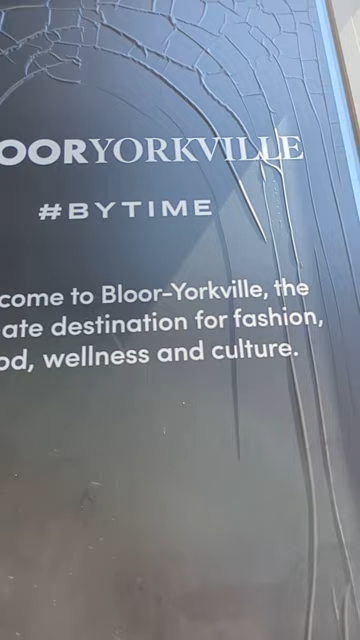 OORYORKVILLE
#BYTIME
come to Bloor-Yorkville, the
ate destination for fashion,
od, wellness and culture.